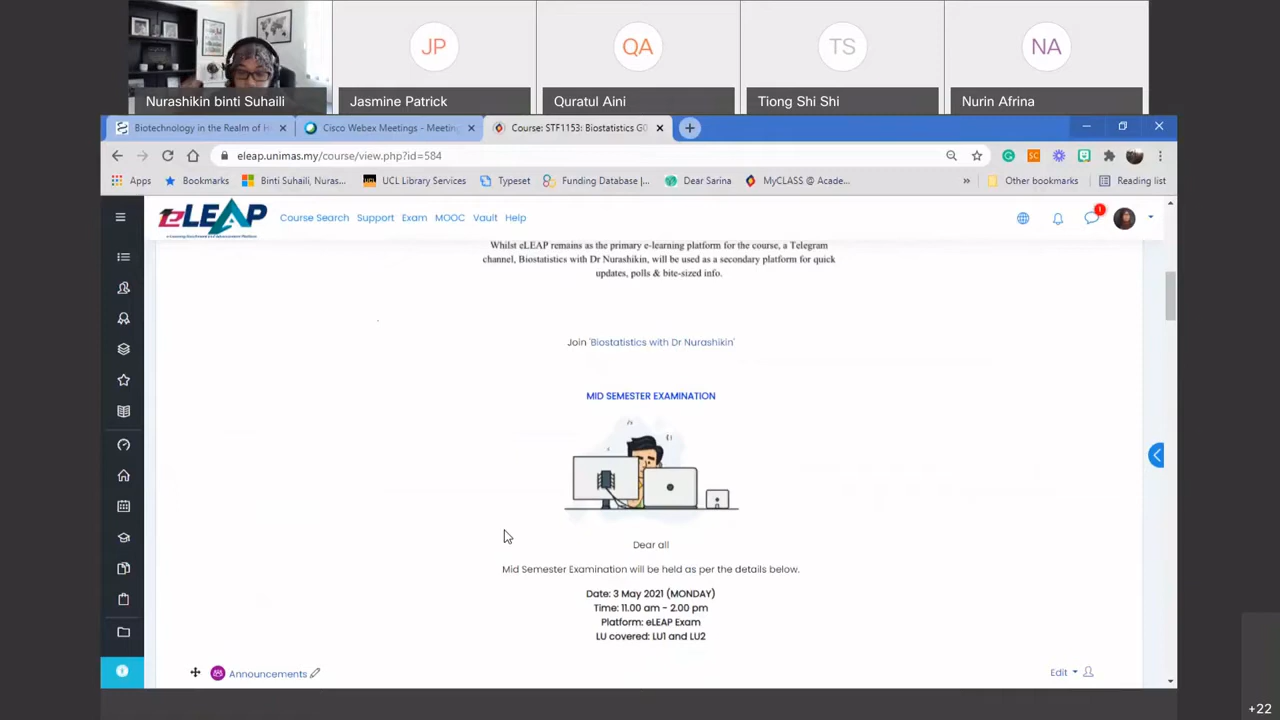 JP
QA
TS
NA
Nurashikin binti Suhaili
Jasmine Patrick
Quratul Aini
Tiong Shi Shi
Nurin Afrina
Biotechnology in the Realm of H
Cisco Webex Meetings - Meeting
Course: STF1153: Biostatistics G0
eleap.unimas.my/course/view.php?id=584
Apps
Bookmarks
Binti Suhaili, Nuras...
UCL Library Services
Typeset
Funding Database |...
Dear Sarina
MyCLASS @ Acade...
Other bookmarks
Reading list
eLEAP
Course Search
Support
Exam
MOOC
Vault
Help
1
Whilst eLEAP remains as the primary e-learning platform for the course, a Telegram
channel, Biostatistics with Dr Nurashikin, will be used as a secondary platform for quick
updates, polls & bite-sized info.
Join 'Biostatistics with Dr Nurashikin'
MID SEMESTER EXAMINATION
Dear all
Mid Semester Examination will be held as per the details below.
Date: 3 May 2021 (MONDAY)
Time: 11.00 am - 2.00 pm
Platform: eLEAP Exam
LU covered: LU1 and LU2
Announcements
Edit
+22